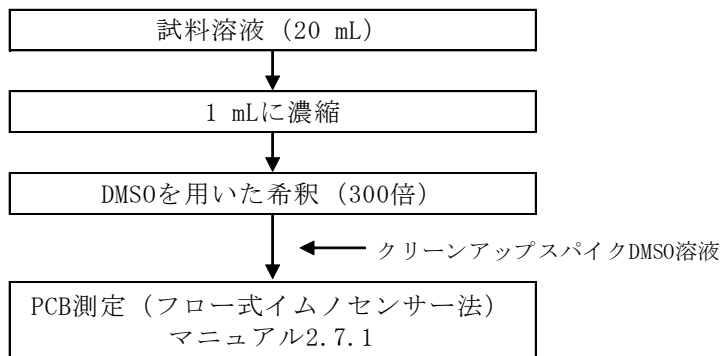 試料溶液（20 mL）
1 mLに濃縮
DMSOを用いた希釈（300倍）
クリーンアップスパイクDMSO溶液
PCB測定（フロー式イムノセンサー法）
マニュアル2.7.1